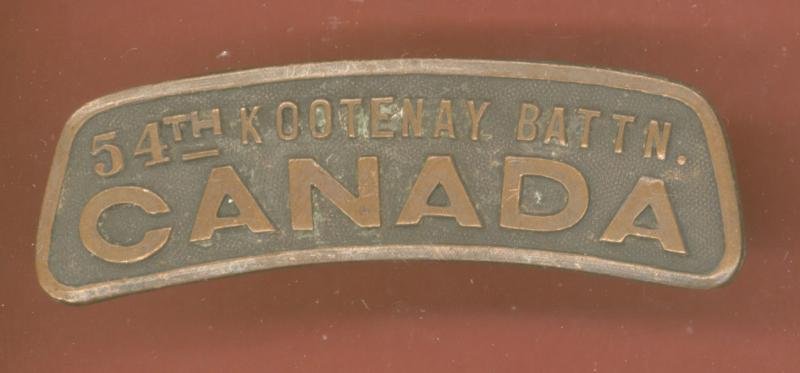 54TH KOOTENAY BATTN.
CANADA